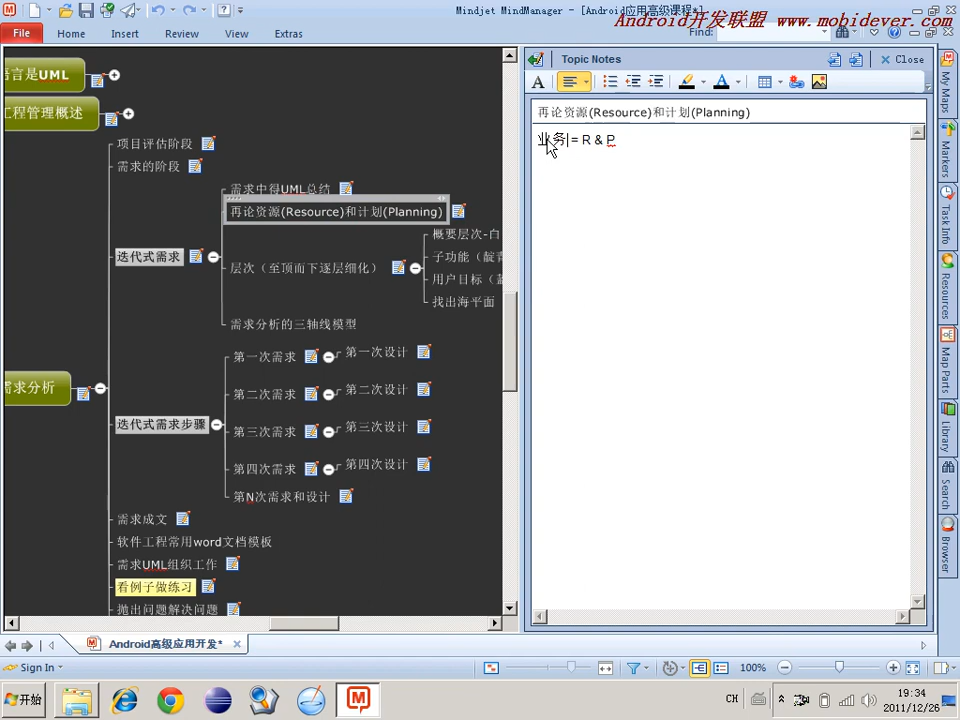 Mindjet MindManager - [Android应用高级课程*
Android开发联盟 www.mobidever.com
File Home Insert Review View Extras
Find:
语言是UML
工程管理概述
项目评估阶段
需求的阶段
需求中得UML总结
再论资源(Resource)和计划(Planning)
概要层次-白
迭代式需求
子功能（靛青
层次（至顶而下逐层细化）
用户目标（蓝
找出海平面
需求分析的三轴线模型
第一次需求 第一次设计
需求分析
第二次需求 第二次设计
迭代式需求步骤
第三次需求 第三次设计
第四次需求 第四次设计
第N次需求和设计
需求成文
软件工程常用word文档模板
需求UML组织工作
看例子做练习
抛出问题解决问题
Topic Notes
Close
再论资源(Resource)和计划(Planning)
业务 = R & P
My Maps
Markers
Task Info
Resources
Map Parts
Library
Search
Browser
Android高级应用开发*
Sign In
100%
开始
CH
19:34
2011/12/26